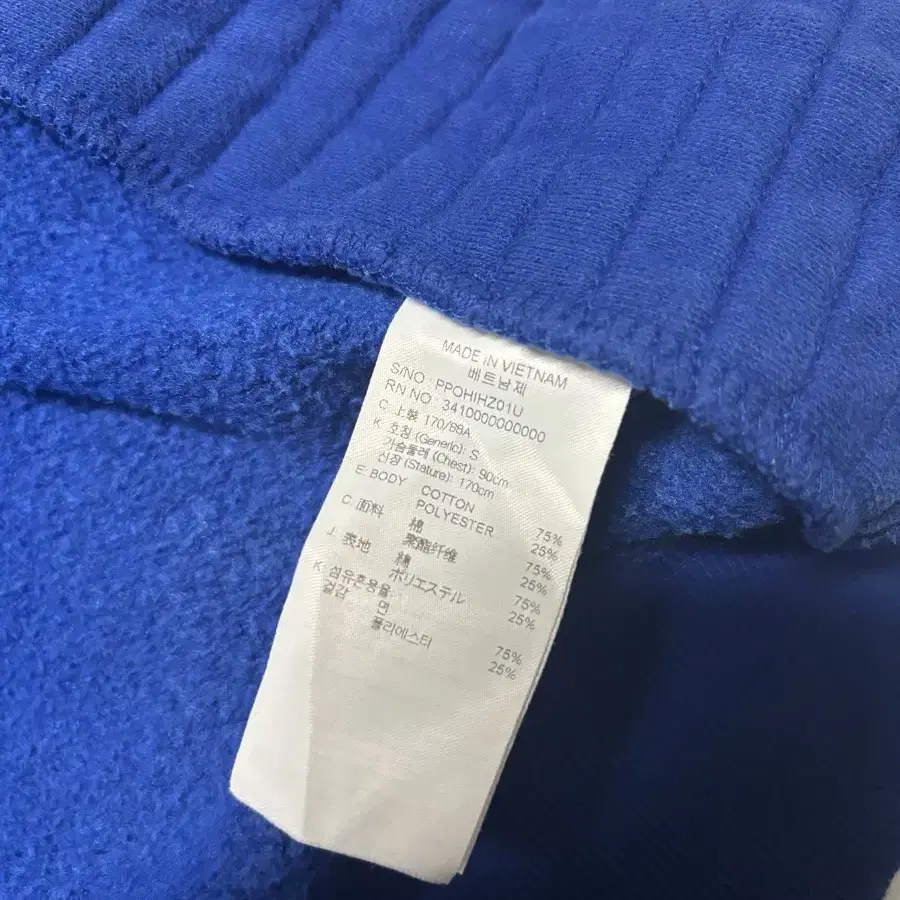 MADE IN VIETNAM
베트남제
S/NO : PPOHIHZ01U
RN NO : 3410000000000
C. 上裝 170/88A
K. 호칭 (Generic): S
가슴둘레 (Chest): 90cm
신장 (Stature): 170cm
E: BODY COTTON 75%
POLYESTER 25%
C. 面料 棉 75%
聚酯纤维 25%
J. 表地 綿 75%
ポリエステル 25%
K. 섬유혼용율:
겉감 면 75%
폴리에스터 25%